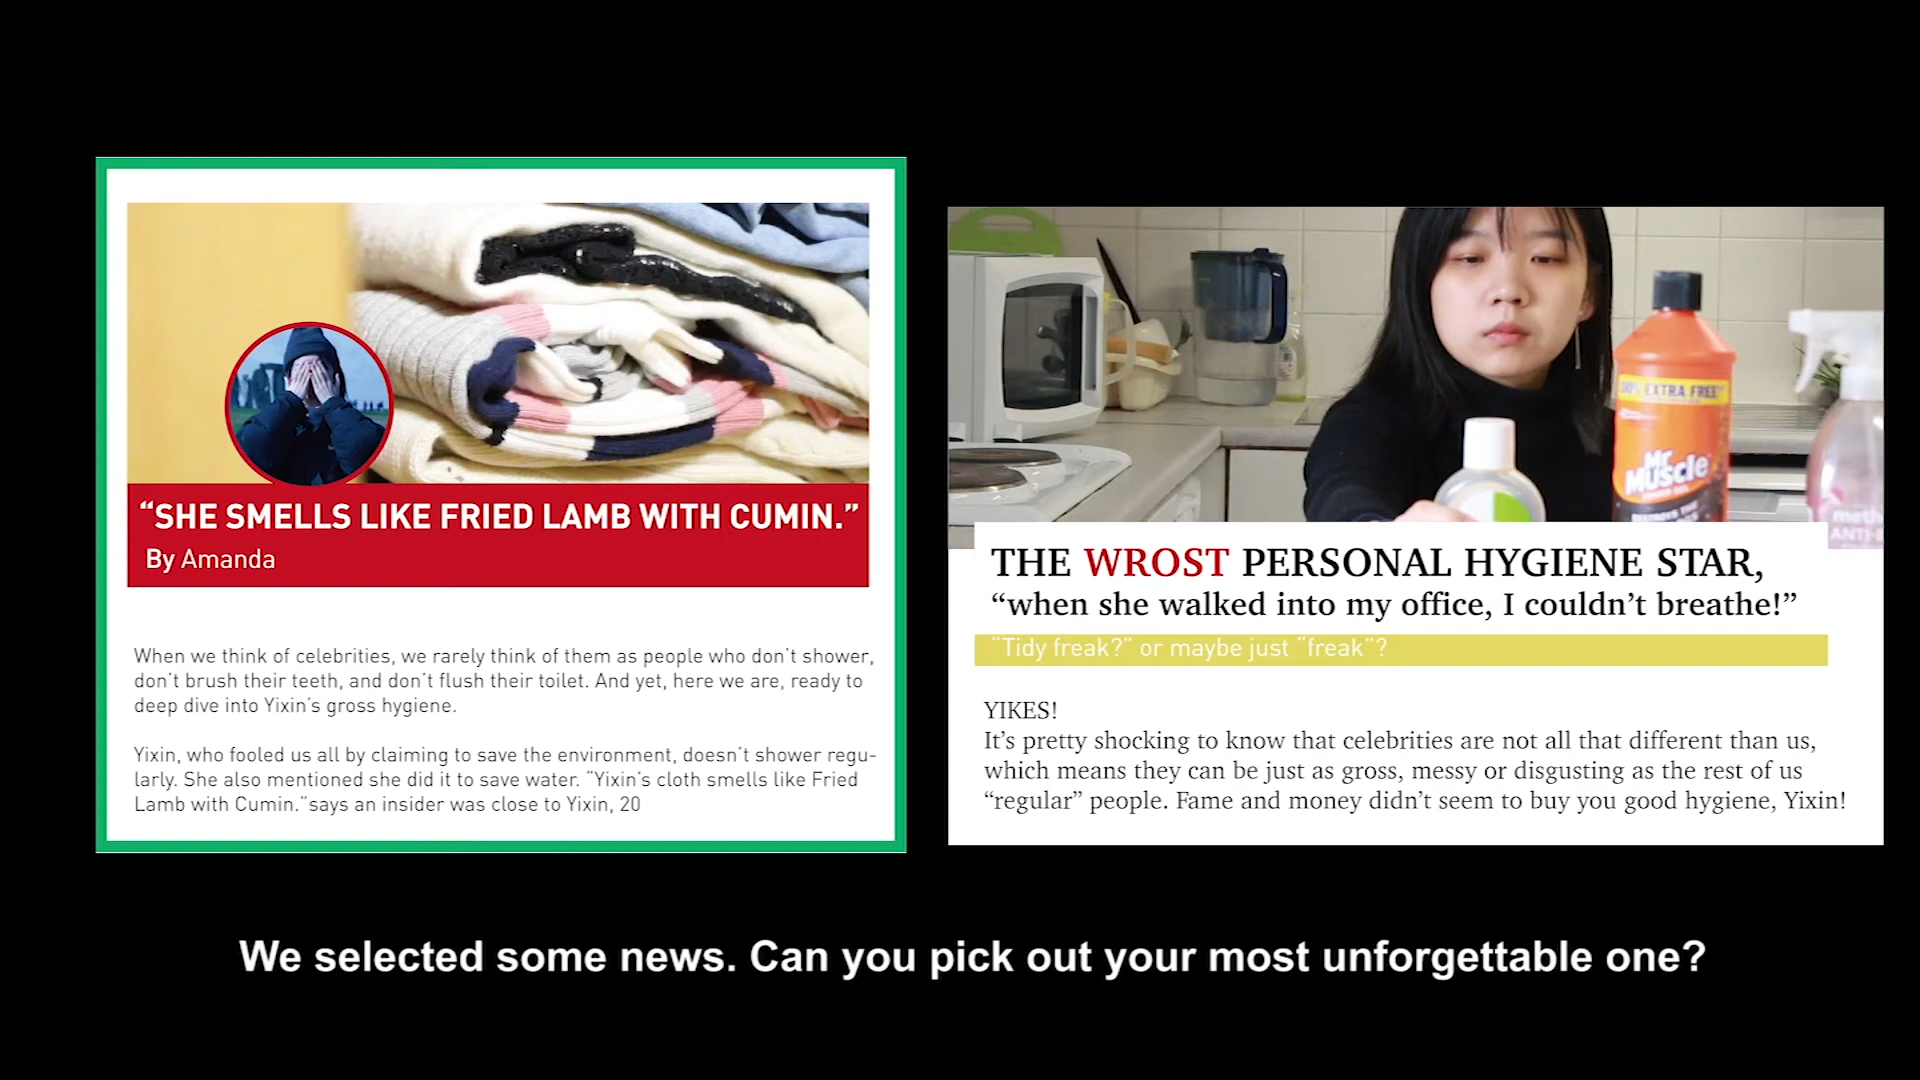 “SHE SMELLS LIKE FRIED LAMB WITH CUMIN.”
By Amanda
When we think of celebrities, we rarely think of them as people who don't shower,
don't brush their teeth, and don't flush their toilet. And yet, here we are, ready to
deep dive into Yixin's gross hygiene.
Yixin, who fooled us all by claiming to save the environment, doesn't shower regu-
larly. She also mentioned she did it to save water. “Yixin's cloth smells like Fried
Lamb with Cumin.”says an insider was close to Yixin, 20
EXTRA FREE
Mr
MUSCLE
meth
ANTI-
THE WROST PERSONAL HYGIENE STAR,
“when she walked into my office, I couldn't breathe!”
“Tidy freak?” or maybe just “freak”?
YIKES!
It's pretty shocking to know that celebrities are not all that different than us,
which means they can be just as gross, messy or disgusting as the rest of us
“regular” people. Fame and money didn't seem to buy you good hygiene, Yixin!
We selected some news. Can you pick out your most unforgettable one?